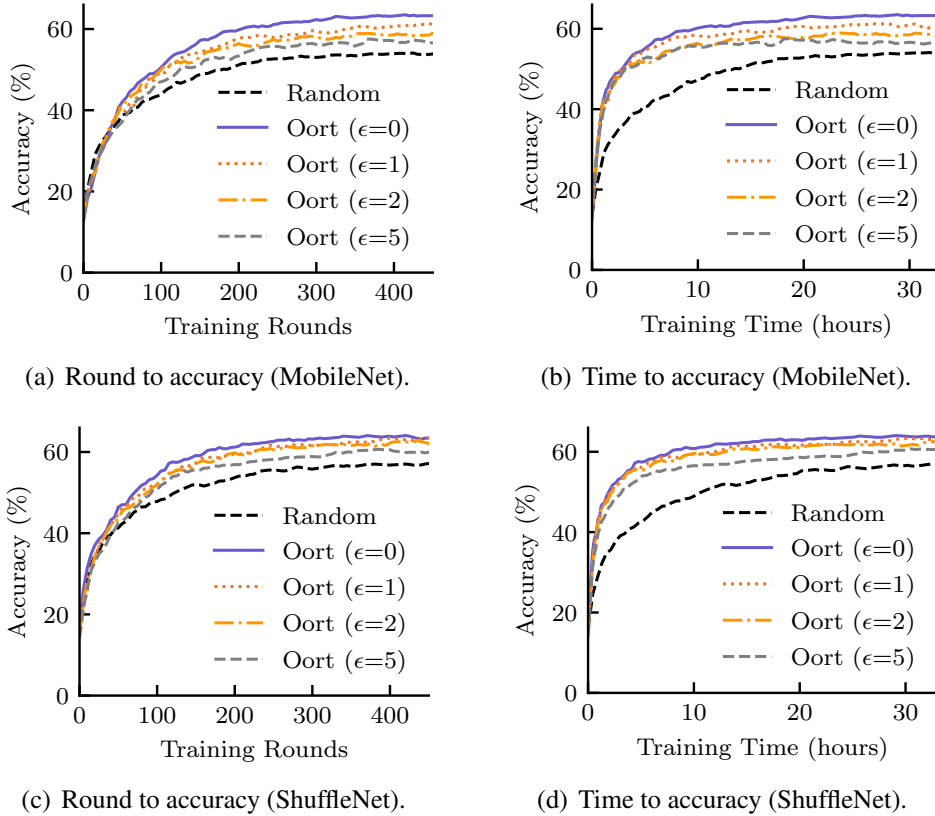 60
40
20
0
Accuracy (%)
Random
Oort (ϵ=0)
Oort (ϵ=1)
Oort (ϵ=2)
Oort (ϵ=5)
0 100 200 300 400
Training Rounds
(a) Round to accuracy (MobileNet).
60
40
20
0
Accuracy (%)
Random
Oort (ϵ=0)
Oort (ϵ=1)
Oort (ϵ=2)
Oort (ϵ=5)
0 10 20 30
Training Time (hours)
(b) Time to accuracy (MobileNet).
60
40
20
0
Accuracy (%)
Random
Oort (ϵ=0)
Oort (ϵ=1)
Oort (ϵ=2)
Oort (ϵ=5)
0 100 200 300 400
Training Rounds
(c) Round to accuracy (ShuffleNet).
60
40
20
0
Accuracy (%)
Random
Oort (ϵ=0)
Oort (ϵ=1)
Oort (ϵ=2)
Oort (ϵ=5)
0 10 20 30
Training Time (hours)
(d) Time to accuracy (ShuffleNet).